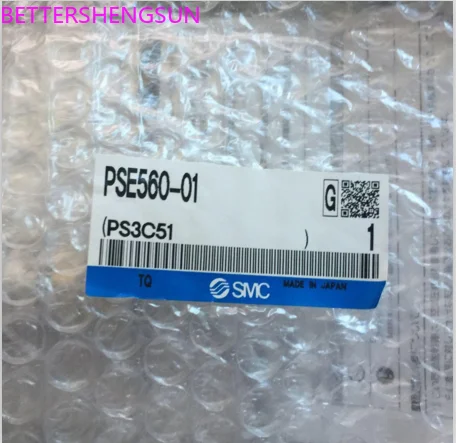 BETTERSHENGSUN
PSE560-01
G
(PS3C51 )
1
TQ
SMC
MADE IN JAPAN